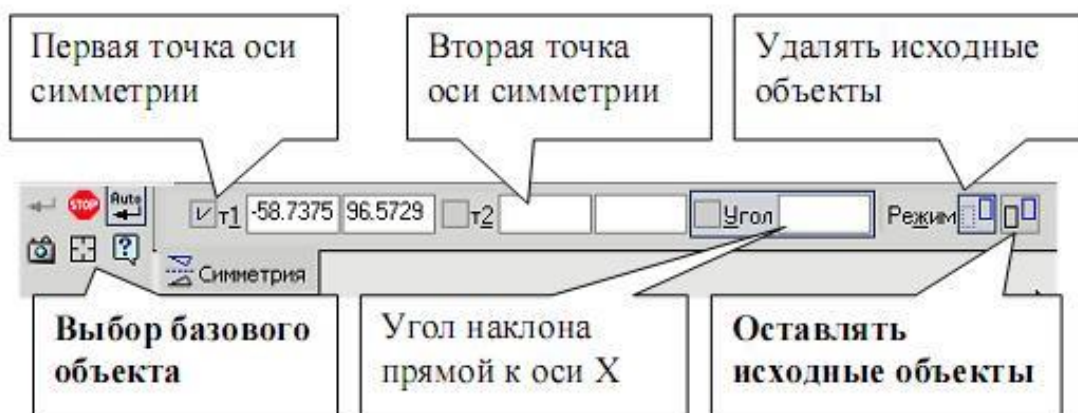 Первая точка оси
симметрии
Вторая точка
оси симметрии
Удалять исходные
объекты
STOP Auto
т1 -58.7375 96.5729 т2 Угол Режим
Симметрия
Выбор базового
объекта
Угол наклона
прямой к оси X
Оставлять
исходные объекты